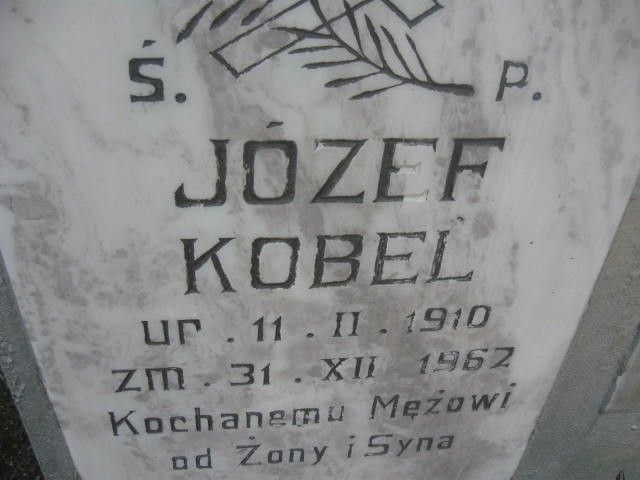 Ś. P.
JÓZEF
KOBEL
ur. 11. II. 1910
zm. 31. XII 1962
Kochanemu Mężowi
od Żony i Syna